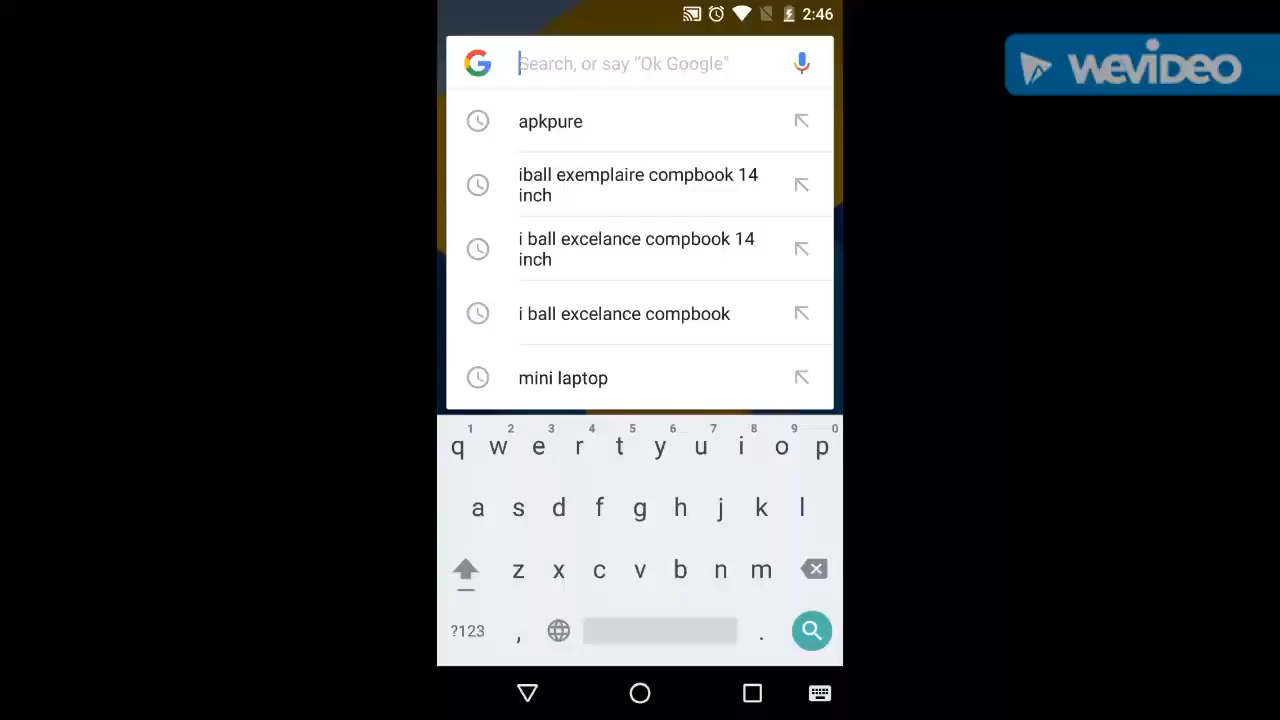 2:46
WEVIDEO
Search, or say "Ok Google"
apkpure
iball exemplaire compbook 14
inch
i ball excelance compbook 14
inch
i ball excelance compbook
mini laptop
1 2 3 4 5 6 7 8 9 0
q w e r t y u i o p
a s d f g h j k l
z x c v b n m
?123 , .